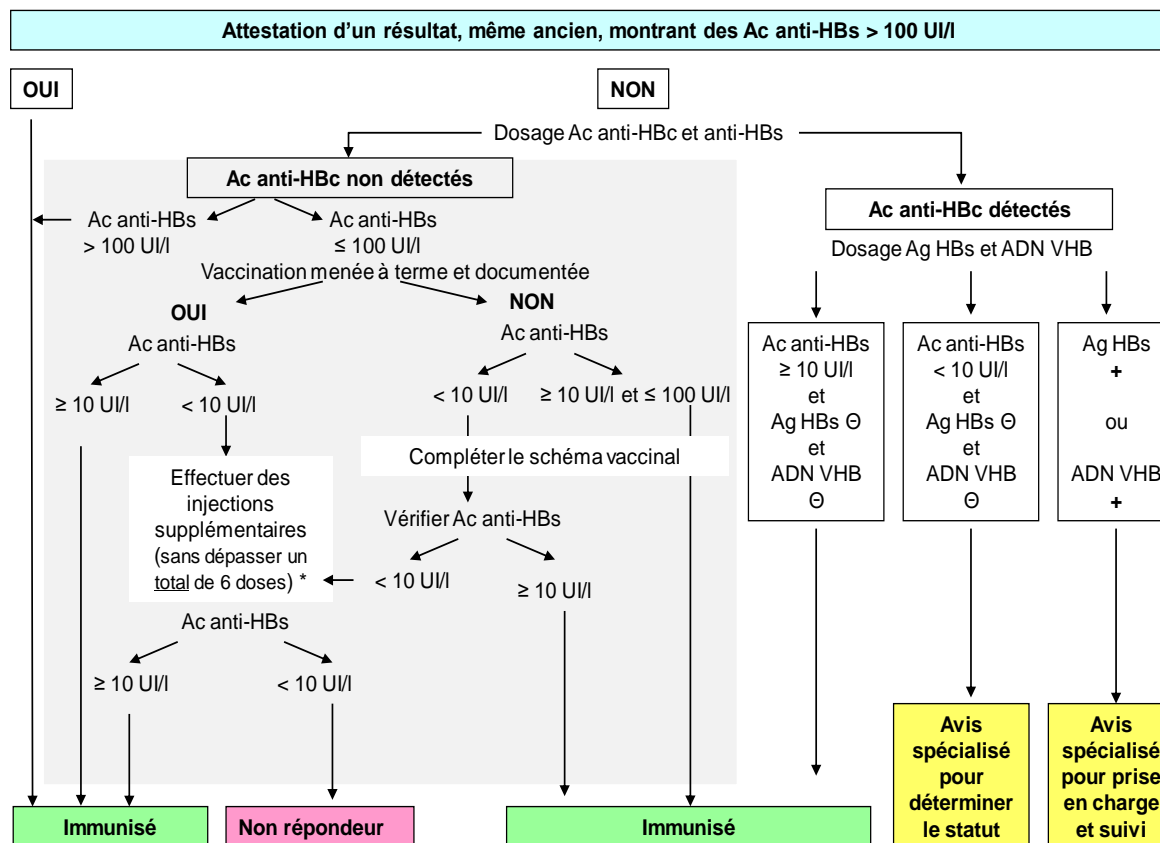 Attestation d'un résultat, même ancien, montrant des Ac anti-HBs > 100 UI/l
OUI
NON
Dosage Ac anti-HBc et anti-HBs
Ac anti-HBc non détectés
Ac anti-HBs
> 100 UI/l
Ac anti-HBs
≤ 100 UI/l
Vaccination menée à terme et documentée
OUI
Ac anti-HBs
≥ 10 UI/l
< 10 UI/l
Effectuer des
injections
supplémentaires
(sans dépasser un
total de 6 doses) *
Ac anti-HBs
≥ 10 UI/l
< 10 UI/l
NON
Ac anti-HBs
< 10 UI/l
≥ 10 UI/l et ≤ 100 UI/l
Compléter le schéma vaccinal
Vérifier Ac anti-HBs
< 10 UI/l
≥ 10 UI/l
Ac anti-HBc détectés
Dosage Ag HBs et ADN VHB
Ac anti-HBs
≥ 10 UI/l
et
Ag HBs Θ
et
ADN VHB
Θ
Ac anti-HBs
< 10 UI/l
et
Ag HBs Θ
et
ADN VHB
Θ
Ag HBs
+
ou
ADN VHB
+
Immunisé
Non répondeur
Immunisé
Avis
spécialisé
pour
déterminer
le statut
Avis
spécialisé
pour prise
en charge
et suivi